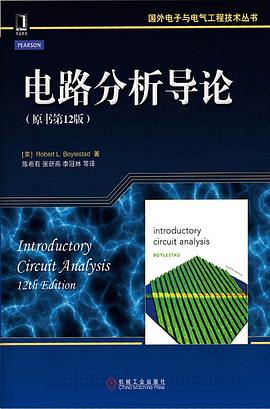 国外电子与电气工程技术丛书
PEARSON
电路分析导论
（原书第12版）
[美] Robert L. Boylestad 著
陈希有 张新燕 李冠林 等译
Introductory
Circuit Analysis
12th Edition
introductory
circuit analysis
BOYLESTAD
机械工业出版社
China Machine Press